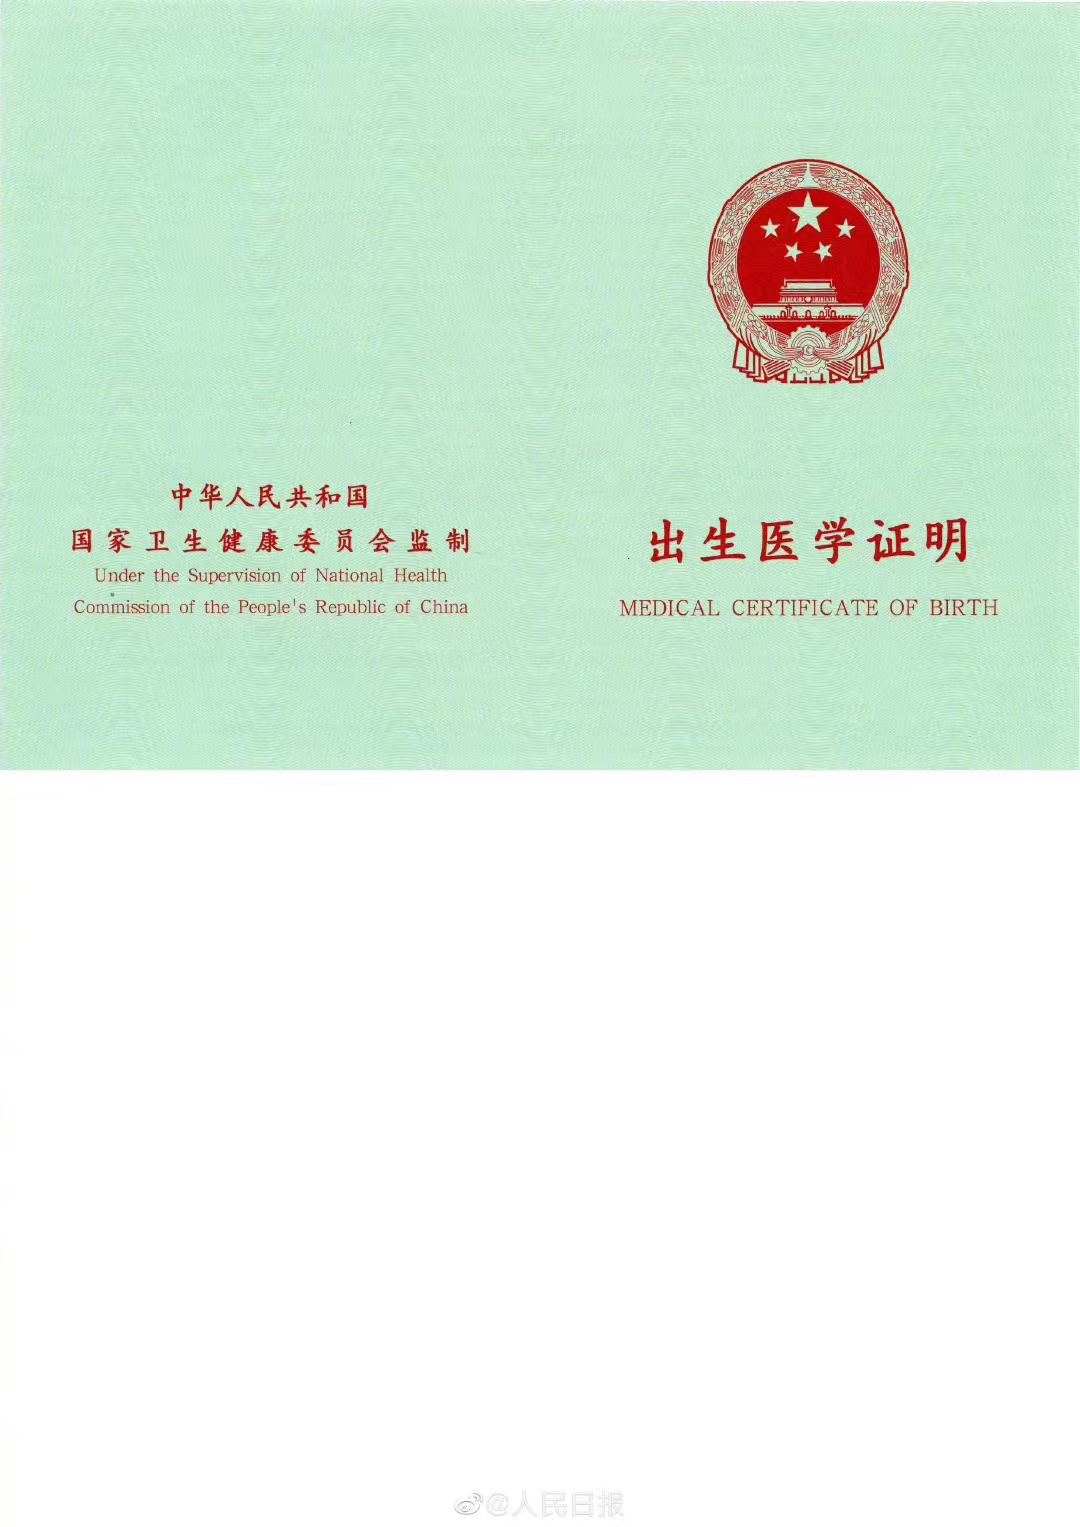 中华人民共和国
国家卫生健康委员会监制
Under the Supervision of National Health
Commission of the People's Republic of China
出生医学证明
MEDICAL CERTIFICATE OF BIRTH
@人民日报